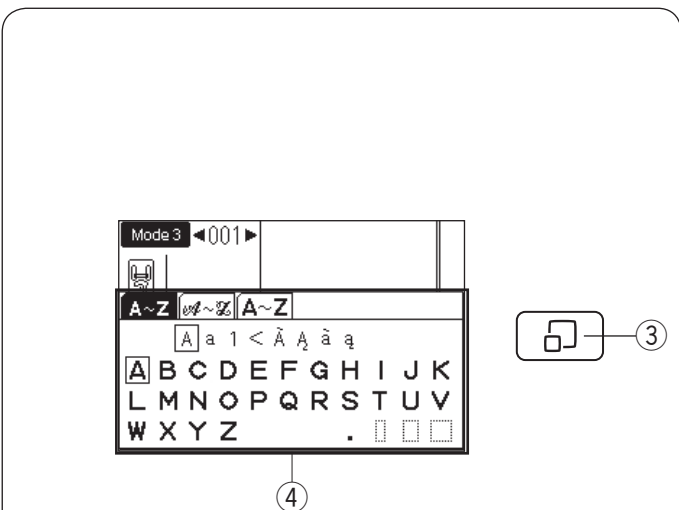 Mode 3 ◄001►
A~Z 𝒜~𝒵 A~Z
A a 1 < Ã Ą ã ą
A B C D E F G H I J K
L M N O P Q R S T U V
W X Y Z .
③
④